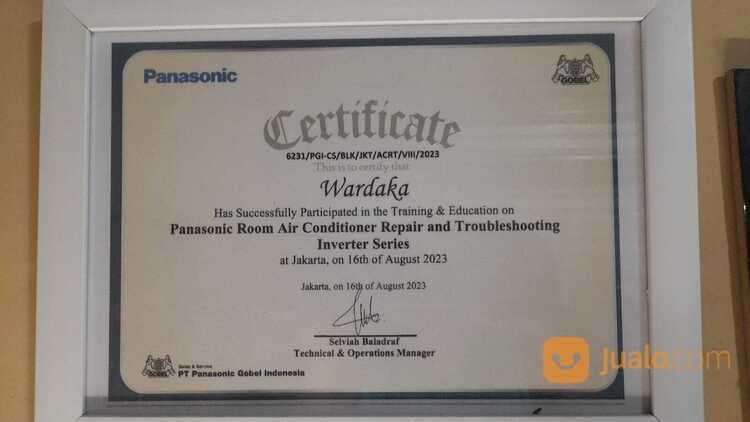 Panasonic
GOBEL
Certificate
6231/PGI-CS/BLK/JKT/ACRT/VIII/2023
This is to certify that
Wardaka
Has Successfully Participated in the Training & Education on
Panasonic Room Air Conditioner Repair and Troubleshooting
Inverter Series
at Jakarta, on 16th of August 2023
Jakarta, on 16th of August 2023
Selviah Baladraf
Technical & Operations Manager
GOBEL
Sales & Service
PT Panasonic Gobel Indonesia
jualo.com